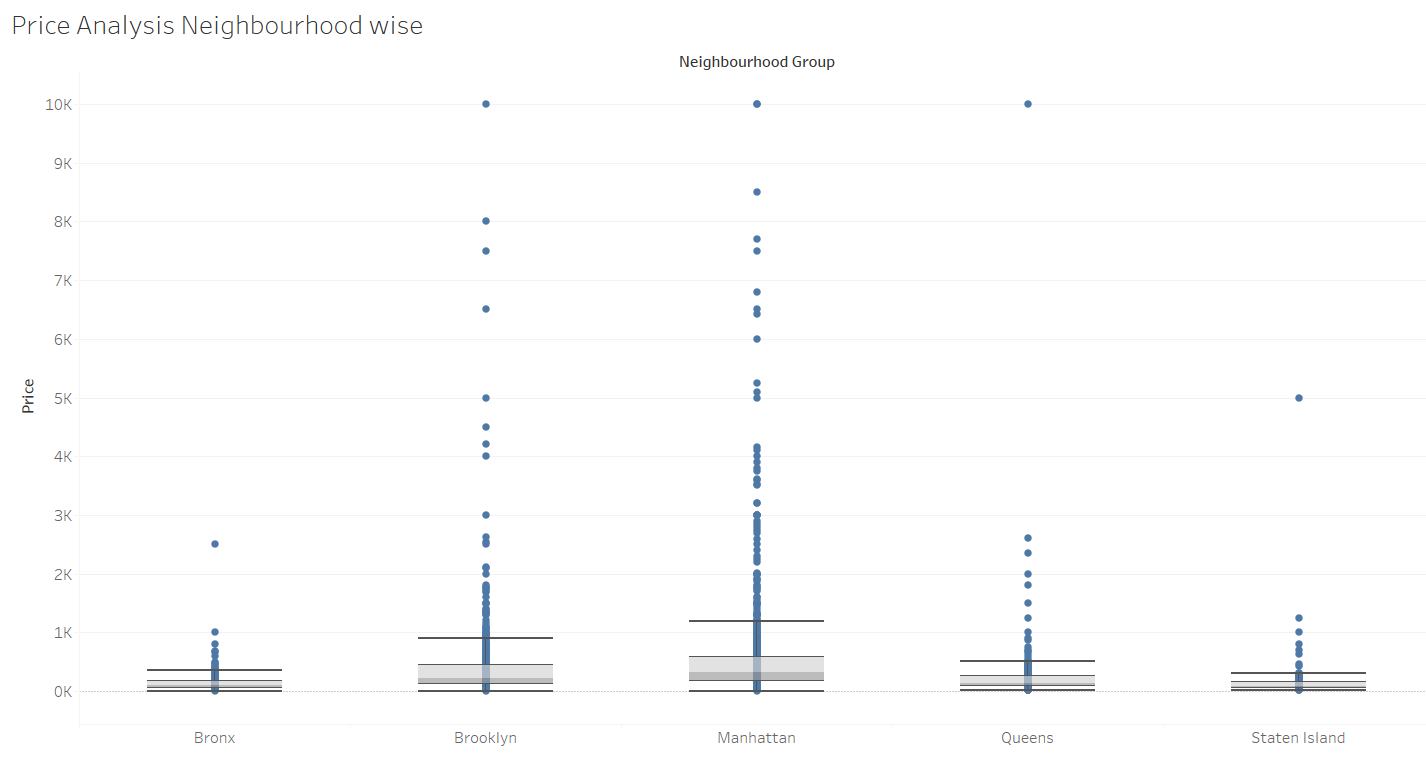 Price Analysis Neighbourhood wise
Neighbourhood Group
10K
9K
8K
7K
6K
5K
4K
3K
2K
1K
0K
Price
Bronx Brooklyn Manhattan Queens Staten Island